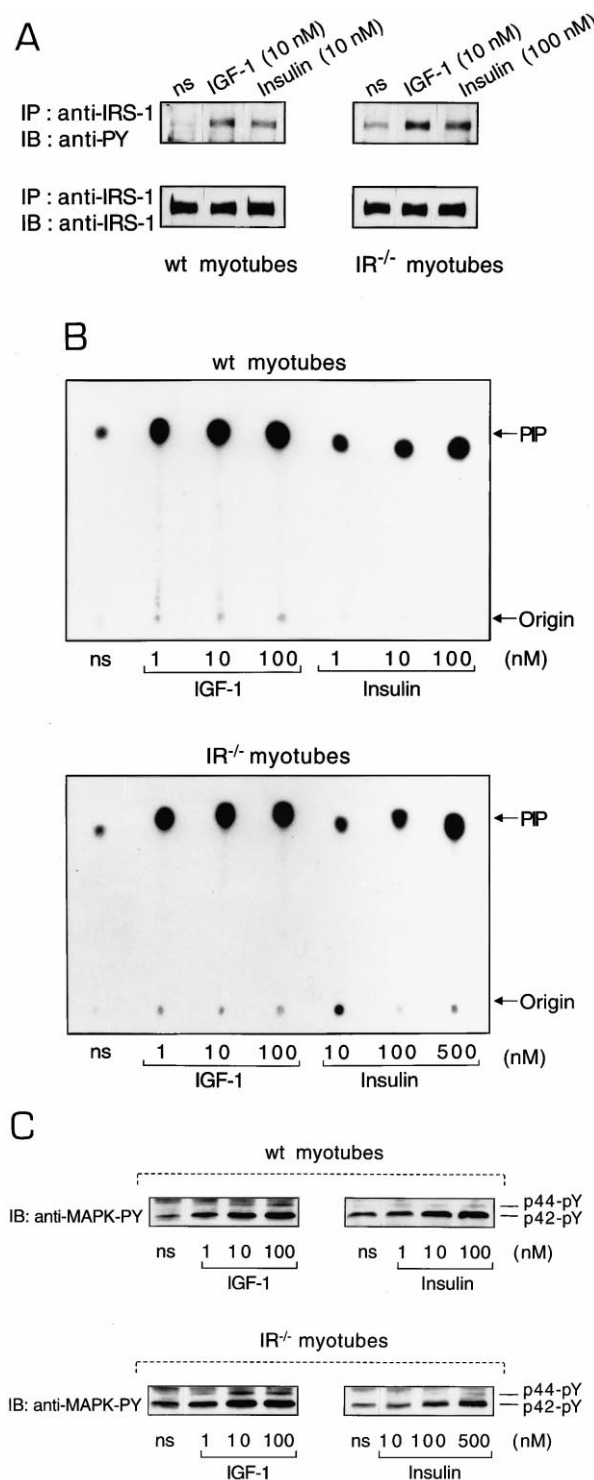 A
ns IGF-1 (10 nM) Insulin (10 nM) ns IGF-1 (10 nM) Insulin (100 nM)
IP : anti-IRS-1
IB : anti-PY
IP : anti-IRS-1
IB : anti-IRS-1
wt myotubes IR-/- myotubes
B
wt myotubes
PIP
Origin
ns 1 10 100 1 10 100 (nM)
IGF-1 Insulin
IR-/- myotubes
PIP
Origin
ns 1 10 100 10 100 500 (nM)
IGF-1 Insulin
C
wt myotubes
IB: anti-MAPK-PY p44-pY
p42-pY
ns 1 10 100 ns 1 10 100 (nM)
IGF-1 Insulin
IR-/- myotubes
IB: anti-MAPK-PY p44-pY
p42-pY
ns 1 10 100 ns 10 100 500 (nM)
IGF-1 Insulin